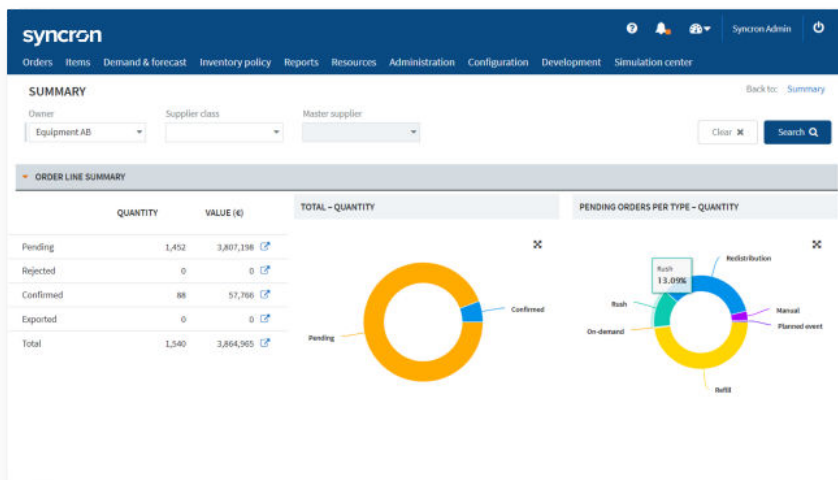 syncron
Syncron Admin
Orders Items Demand & forecast Inventory policy Reports Resources Administration Configuration Development Simulation center
SUMMARY
Back to: Summary
Owner Supplier class Master supplier
Equipment AB
Clear Search
ORDER LINE SUMMARY
QUANTITY VALUE (€)
Pending 1,452 3,807,198
Rejected 0 0
Confirmed 88 57,766
Exported 0 0
Total 1,540 3,864,965
TOTAL – QUANTITY
Confirmed
Pending
PENDING ORDERS PER TYPE – QUANTITY
Redistribution
Rush
13.09%
Rush
Manual
On-demand
Planned event
Refill